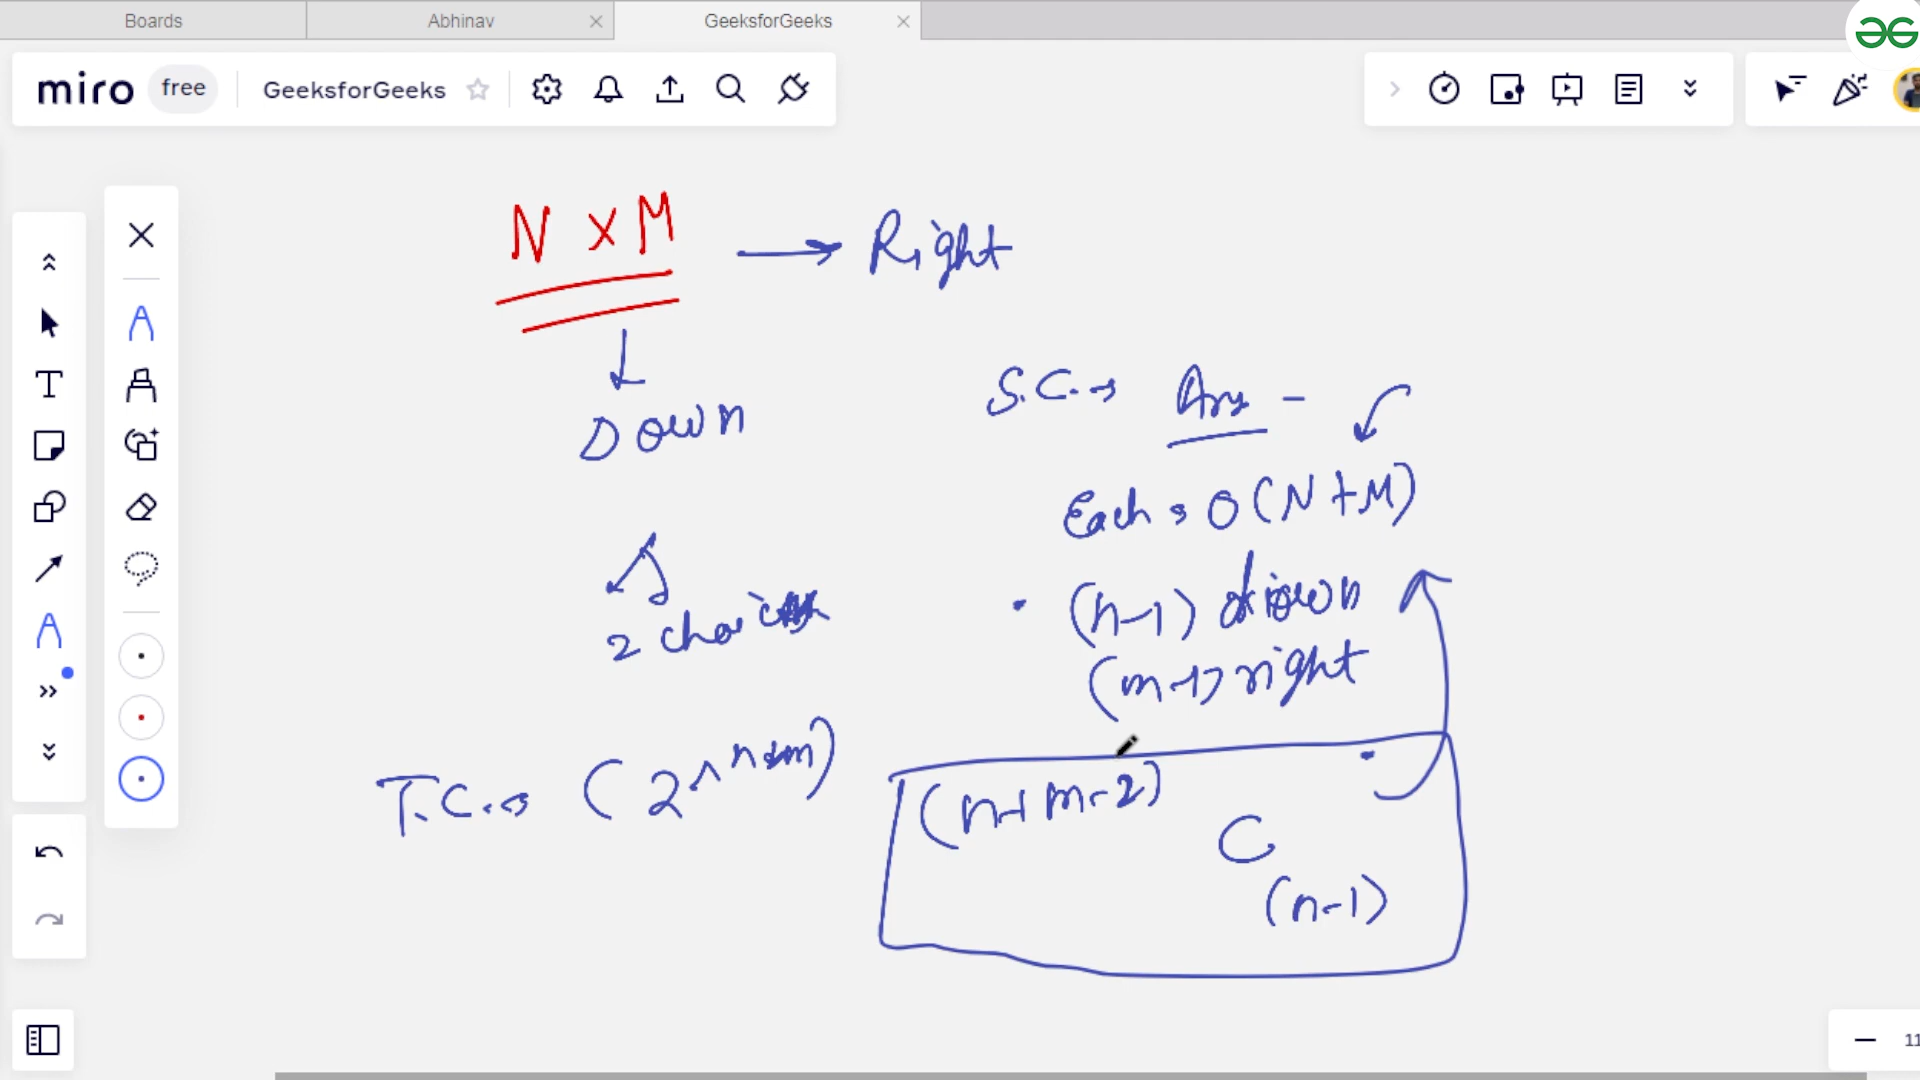 Boards
Abhinav
GeeksforGeeks
miro free GeeksforGeeks
N x M → Right
Down
S.C. → Ans -
Each → O(N+M)
2 choices
(n-1) down
(m-1) right
T.C. → (2^n+m)
(n+m-2)
C
(n-1)
11